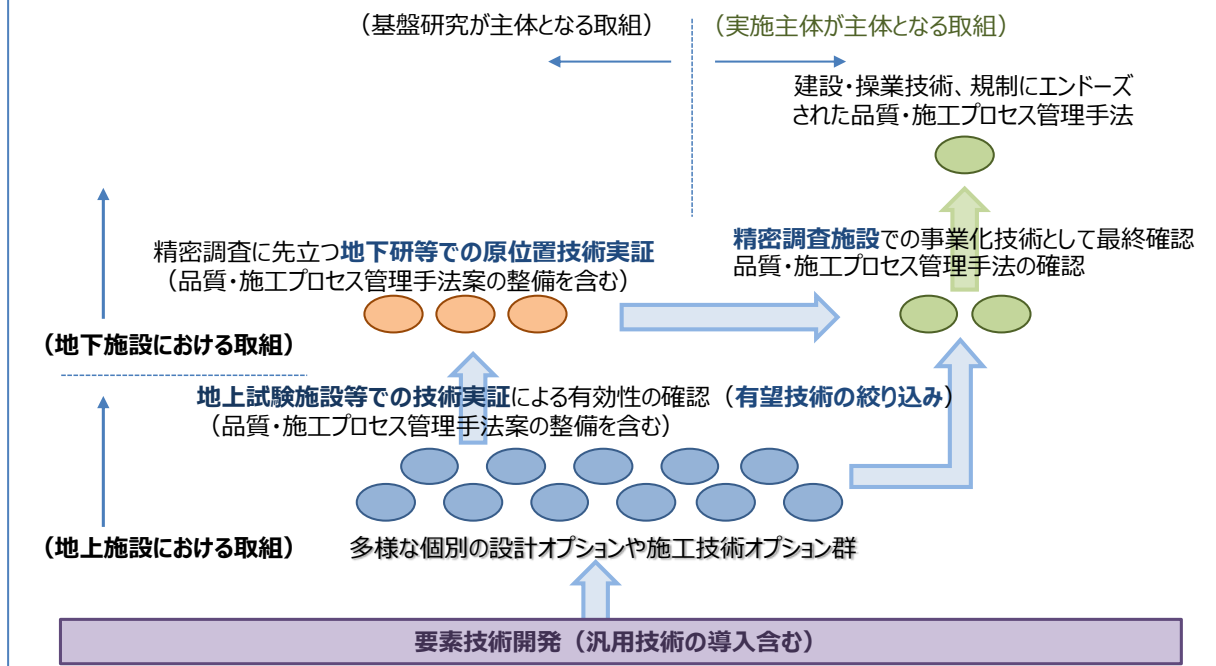 （基盤研究が主体となる取組）
（実施主体が主体となる取組）
建設・操業技術、規制にエンドーズ
された品質・施工プロセス管理手法
精密調査に先立つ地下研等での原位置技術実証
（品質・施工プロセス管理手法案の整備を含む）
精密調査施設での事業化技術として最終確認
品質・施工プロセス管理手法の確認
（地下施設における取組）
地上試験施設等での技術実証による有効性の確認（有望技術の絞り込み）
（品質・施工プロセス管理手法案の整備を含む）
（地上施設における取組）
多様な個別の設計オプションや施工技術オプション群
要素技術開発（汎用技術の導入含む）